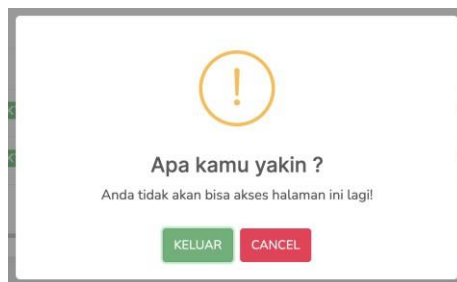 Apa kamu yakin ?
Anda tidak akan bisa akses halaman ini lagi!
KELUAR CANCEL